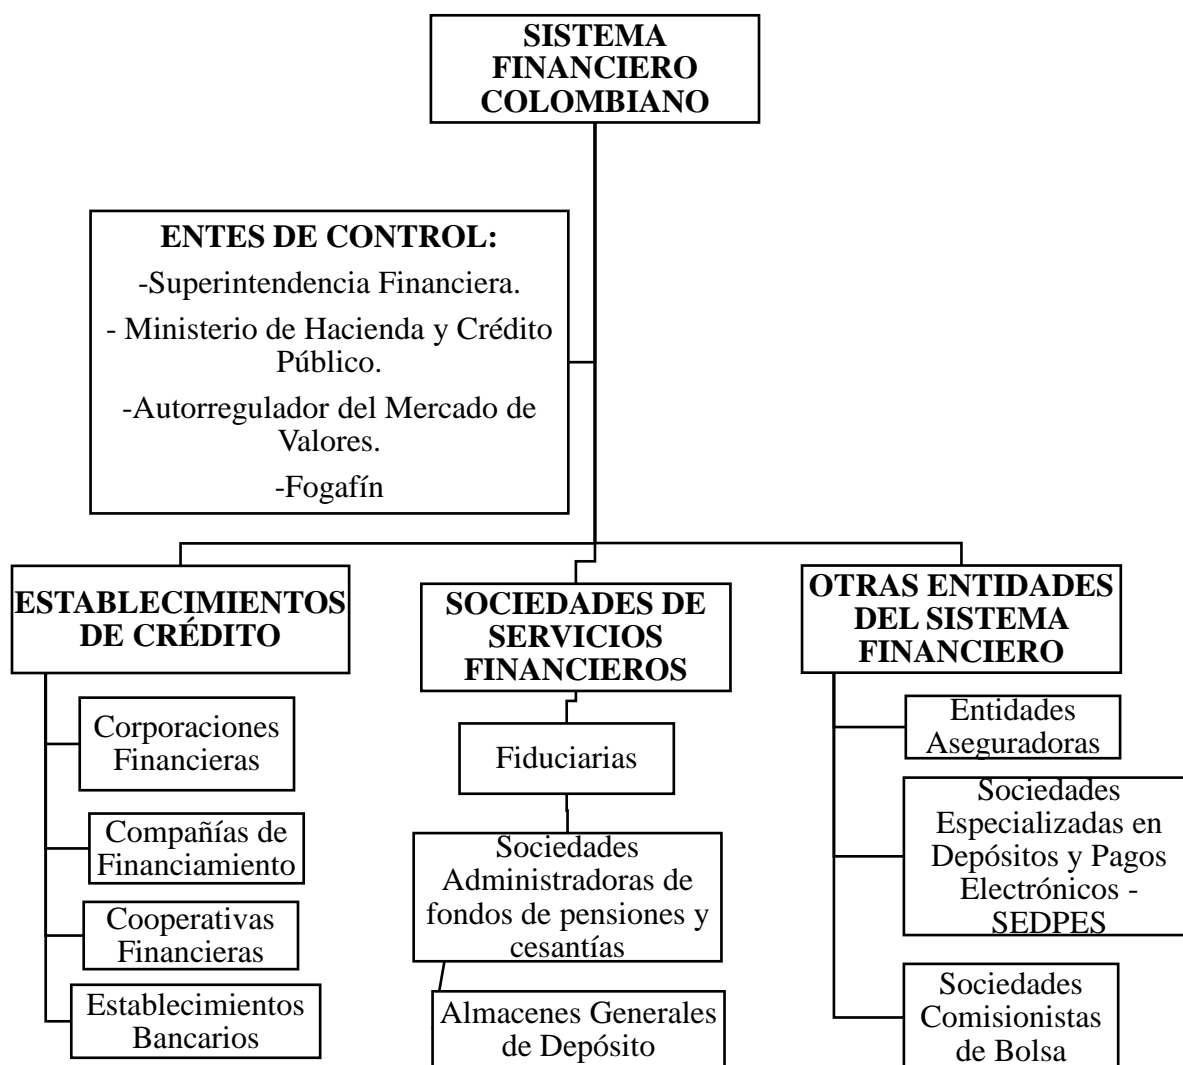 SISTEMA
FINANCIERO
COLOMBIANO
ENTES DE CONTROL:
-Superintendencia Financiera.
- Ministerio de Hacienda y Crédito
Público.
-Autorregulador del Mercado de
Valores.
-Fogafín
ESTABLECIMIENTOS
DE CRÉDITO
Corporaciones
Financieras
Compañías de
Financiamiento
Cooperativas
Financieras
Establecimientos
Bancarios
SOCIEDADES DE
SERVICIOS
FINANCIEROS
Fiduciarias
Sociedades
Administradoras de
fondos de pensiones y
cesantías
Almacenes Generales
de Depósito
OTRAS ENTIDADES
DEL SISTEMA
FINANCIERO
Entidades
Aseguradoras
Sociedades
Especializadas en
Depósitos y Pagos
Electrónicos -
SEDPES
Sociedades
Comisionistas
de Bolsa